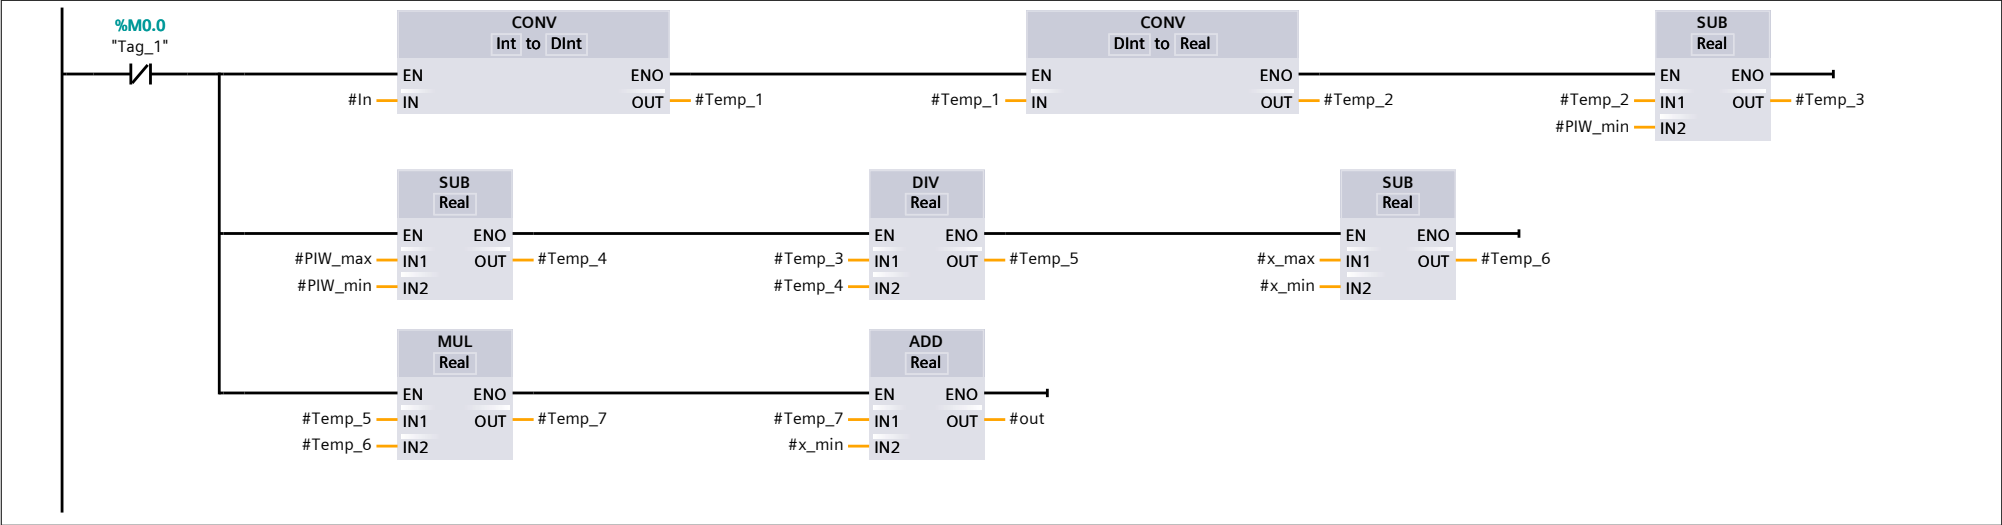 %M0.0
"Tag_1"
CONV
Int to DInt
EN ENO
#In IN OUT #Temp_1
CONV
DInt to Real
EN ENO
#Temp_1 IN OUT #Temp_2
SUB
Real
EN ENO
#Temp_2 IN1 OUT #Temp_3
#PIW_min IN2
SUB
Real
EN ENO
#PIW_max IN1 OUT #Temp_4
#PIW_min IN2
DIV
Real
EN ENO
#Temp_3 IN1 OUT #Temp_5
#Temp_4 IN2
SUB
Real
EN ENO
#x_max IN1 OUT #Temp_6
#x_min IN2
MUL
Real
EN ENO
#Temp_5 IN1 OUT #Temp_7
#Temp_6 IN2
ADD
Real
EN ENO
#Temp_7 IN1 OUT #out
#x_min IN2